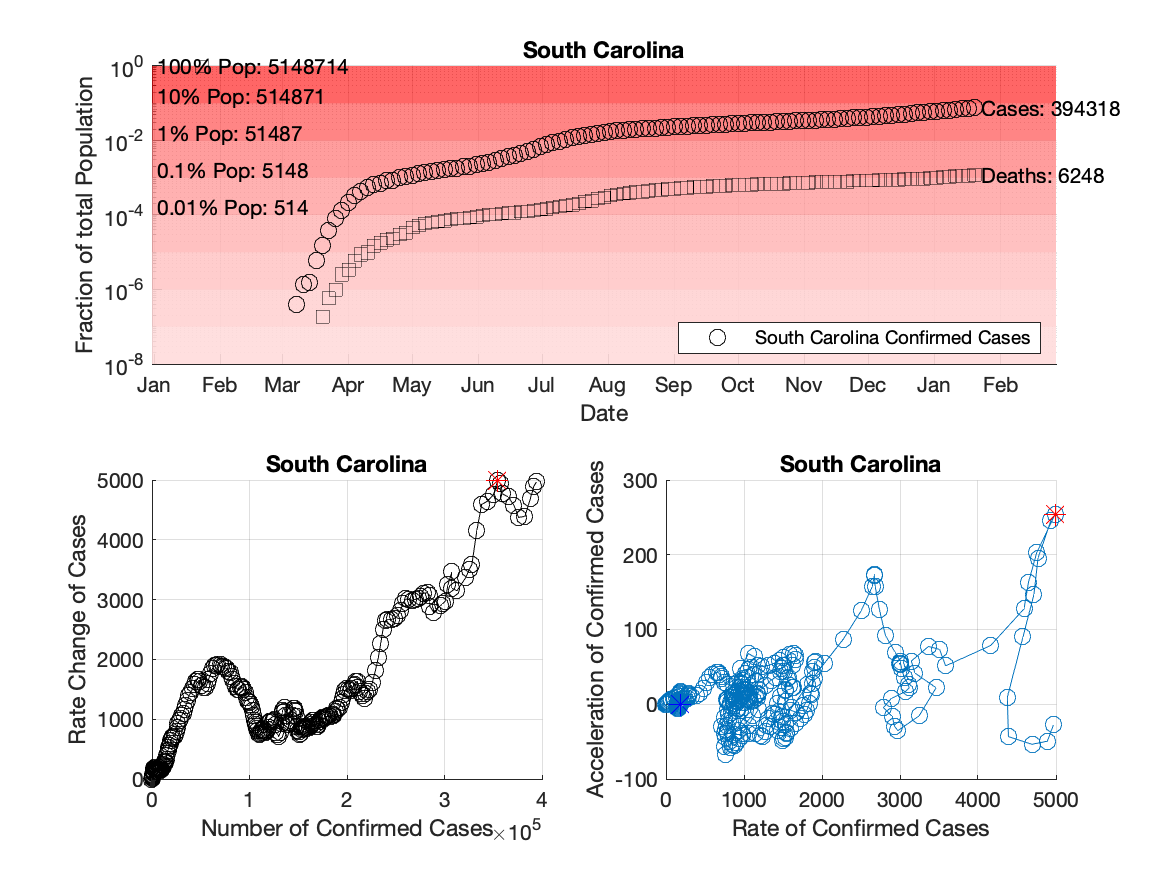 South Carolina
Fraction of total Population
10^0
10^-2
10^-4
10^-6
10^-8
100% Pop: 5148714
10% Pop: 514871
1% Pop: 51487
0.1% Pop: 5148
0.01% Pop: 514
Cases: 394318
Deaths: 6248
South Carolina Confirmed Cases
Jan Feb Mar Apr May Jun Jul Aug Sep Oct Nov Dec Jan Feb
Date
South Carolina
Rate Change of Cases
5000
4000
3000
2000
1000
0
0 1 2 3 4
Number of Confirmed Cases
×10^5
South Carolina
Acceleration of Confirmed Cases
300
200
100
0
-100
0 1000 2000 3000 4000 5000
Rate of Confirmed Cases